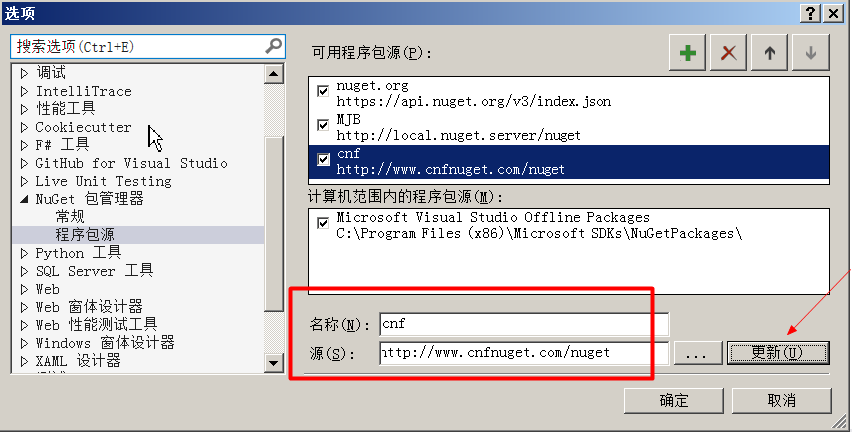 选项
搜索选项(Ctrl+E)
调试
IntelliTrace
性能工具
Cookiecutter
F# 工具
GitHub for Visual Studio
Live Unit Testing
NuGet 包管理器
常规
程序包源
Python 工具
SQL Server 工具
Web
Web 窗体设计器
Web 性能测试工具
Windows 窗体设计器
XAML 设计器
可用程序包源(P):
nuget.org
https://api.nuget.org/v3/index.json
MJB
http://local.nuget.server/nuget
cnf
http://www.cnfnuget.com/nuget
计算机范围内的程序包源(M):
Microsoft Visual Studio Offline Packages
C:\Program Files (x86)\Microsoft SDKs\NuGetPackages\
名称(N): cnf
源(S): http://www.cnfnuget.com/nuget ... 更新(U)
确定 取消